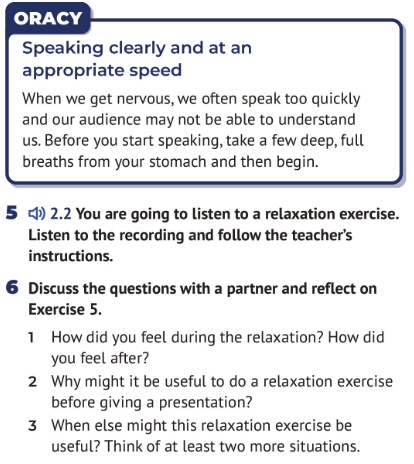 ORACY
Speaking clearly and at an
appropriate speed
When we get nervous, we often speak too quickly
and our audience may not be able to understand
us. Before you start speaking, take a few deep, full
breaths from your stomach and then begin.
5 2.2 You are going to listen to a relaxation exercise.
Listen to the recording and follow the teacher's
instructions.
6 Discuss the questions with a partner and reflect on
Exercise 5.
1 How did you feel during the relaxation? How did
you feel after?
2 Why might it be useful to do a relaxation exercise
before giving a presentation?
3 When else might this relaxation exercise be
useful? Think of at least two more situations.